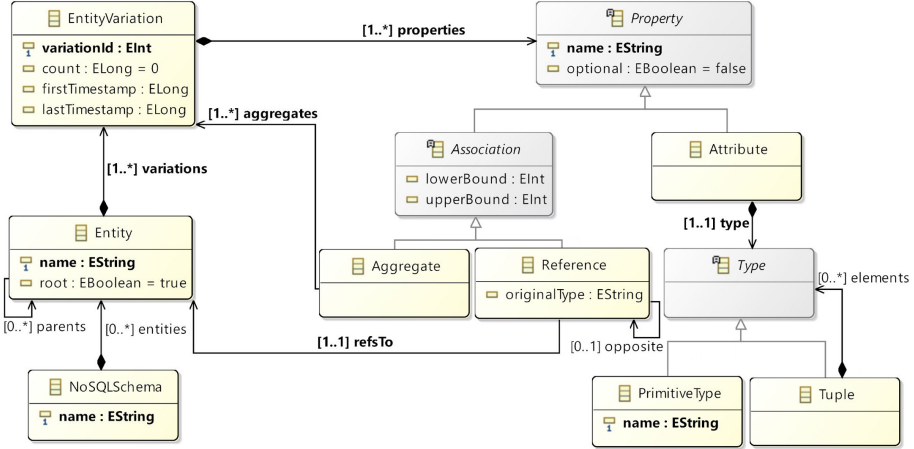 EntityVariation
variationId : EInt
count : ELong = 0
firstTimestamp : ELong
lastTimestamp : ELong
[1..*] properties
Property
name : EString
optional : EBoolean = false
[1..*] aggregates
[1..*] variations
Association
lowerBound : EInt
upperBound : EInt
Attribute
[1..1] type
Entity
name : EString
root : EBoolean = true
[0..*] parents
[0..*] entities
Aggregate
Reference
originalType : EString
[0..1] opposite
[1..1] refsTo
Type
[0..*] elements
NoSQLSchema
name : EString
PrimitiveType
name : EString
Tuple